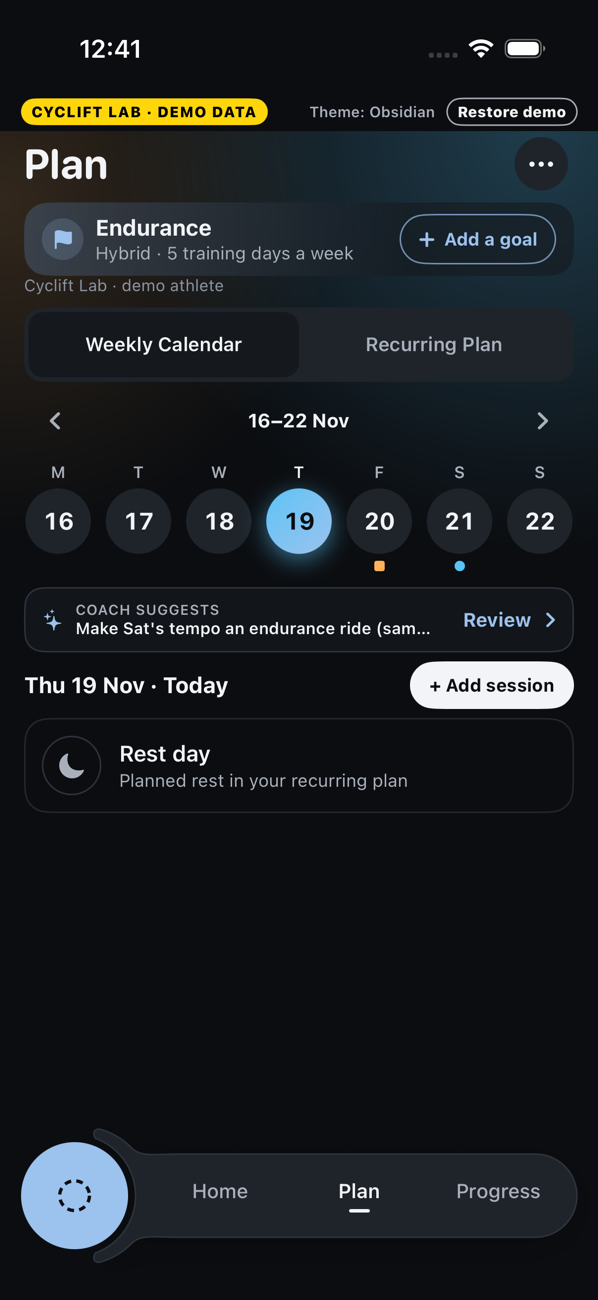 12:41
CYCLIFT LAB · DEMO DATA
Theme: Obsidian
Restore demo
Plan
Endurance
Hybrid · 5 training days a week
+ Add a goal
Cyclift Lab · demo athlete
Weekly Calendar
Recurring Plan
16–22 Nov
M T W T F S S
16 17 18 19 20 21 22
COACH SUGGESTS
Make Sat's tempo an endurance ride (sam...
Review
Thu 19 Nov · Today
+ Add session
Rest day
Planned rest in your recurring plan
Home
Plan
Progress